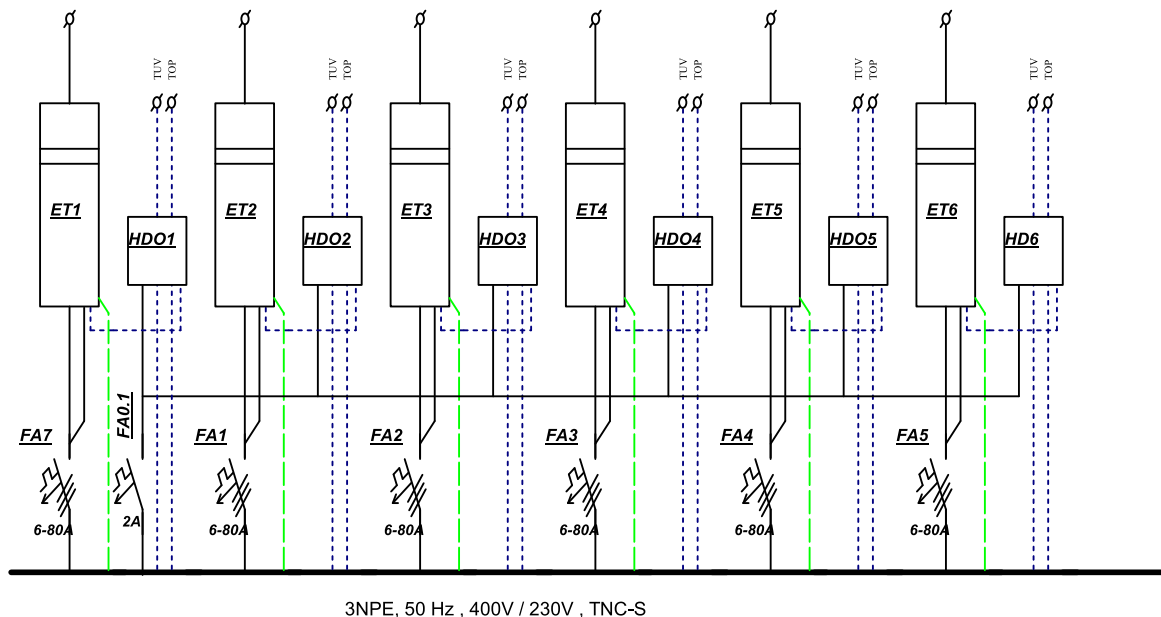 TUV TOP TUV TOP TUV TOP TUV TOP TUV TOP TUV TOP
ET1 ET2 ET3 ET4 ET5 ET6
HDO1 HDO2 HDO3 HDO4 HDO5 HD6
FA0.1
FA7 FA1 FA2 FA3 FA4 FA5
2A
6-80A 6-80A 6-80A 6-80A 6-80A 6-80A
3NPE, 50 Hz , 400V / 230V , TNC-S